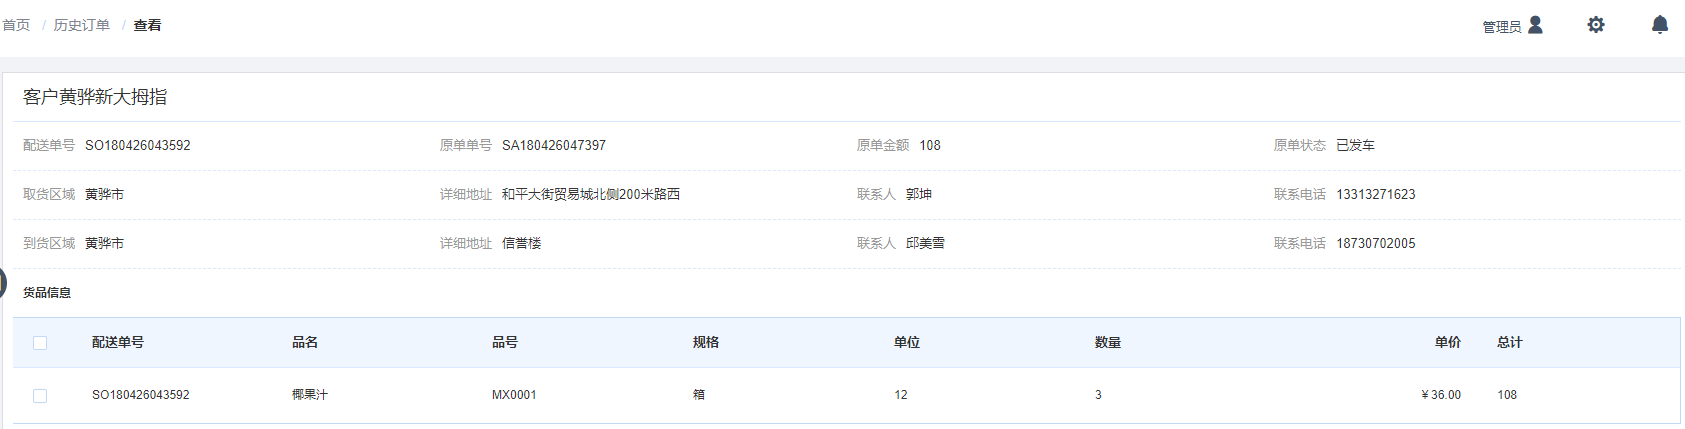 首页 / 历史订单 / 查看 管理员
客户黄骅新大拇指
配送单号 SO180426043592 原单单号 SA180426047397 原单金额 108 原单状态 已发车
取货区域 黄骅市 详细地址 和平大街贸易城北侧200米路西 联系人 郭坤 联系电话 13313271623
到货区域 黄骅市 详细地址 信誉楼 联系人 邱美雪 联系电话 18730702005
货品信息
配送单号 品名 品号 规格 单位 数量 单价 总计
SO180426043592 椰果汁 MX0001 箱 12 3 ¥36.00 108